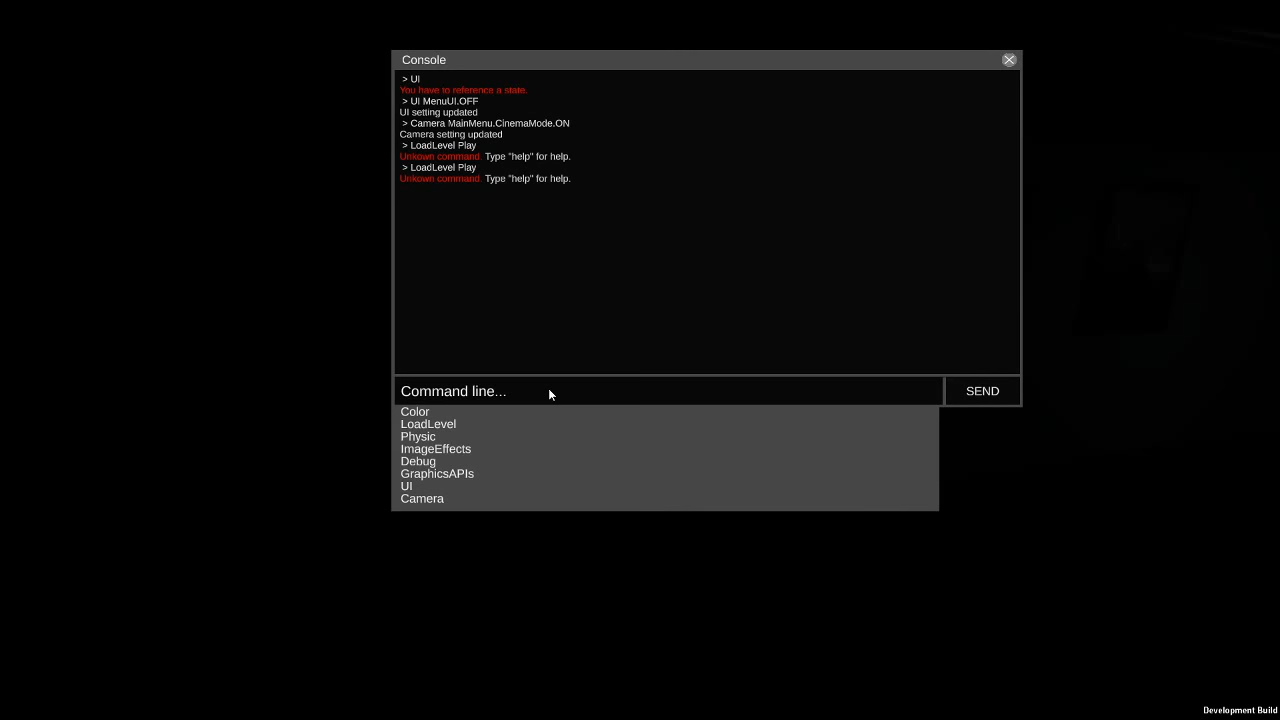 Console
> UI
You have to reference a state.
> UI MenuUI.OFF
UI setting updated
> Camera MainMenu.CinemaMode.ON
Camera setting updated
> LoadLevel Play
Unkown command. Type "help" for help.
> LoadLevel Play
Unkown command. Type "help" for help.
Command line...
SEND
Color
LoadLevel
Physic
ImageEffects
Debug
GraphicsAPIs
UI
Camera
Development Build